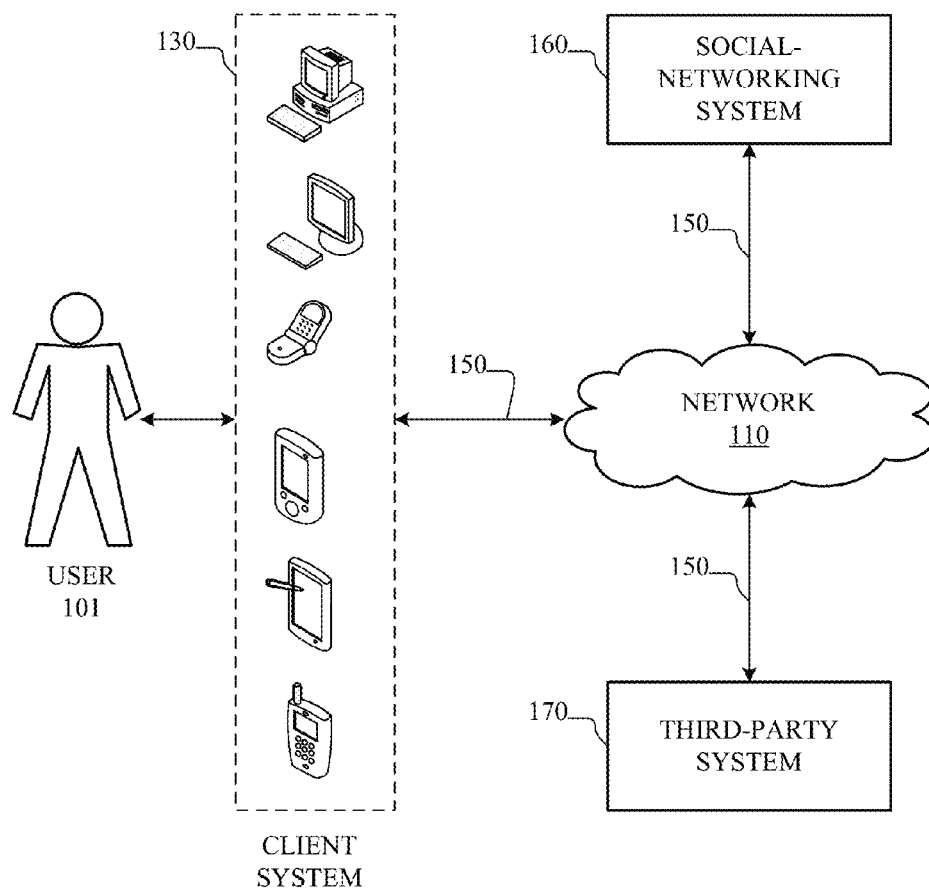 130
160
SOCIAL-
NETWORKING
SYSTEM
150
150
NETWORK
110
USER
101
150
170
THIRD-PARTY
SYSTEM
CLIENT
SYSTEM